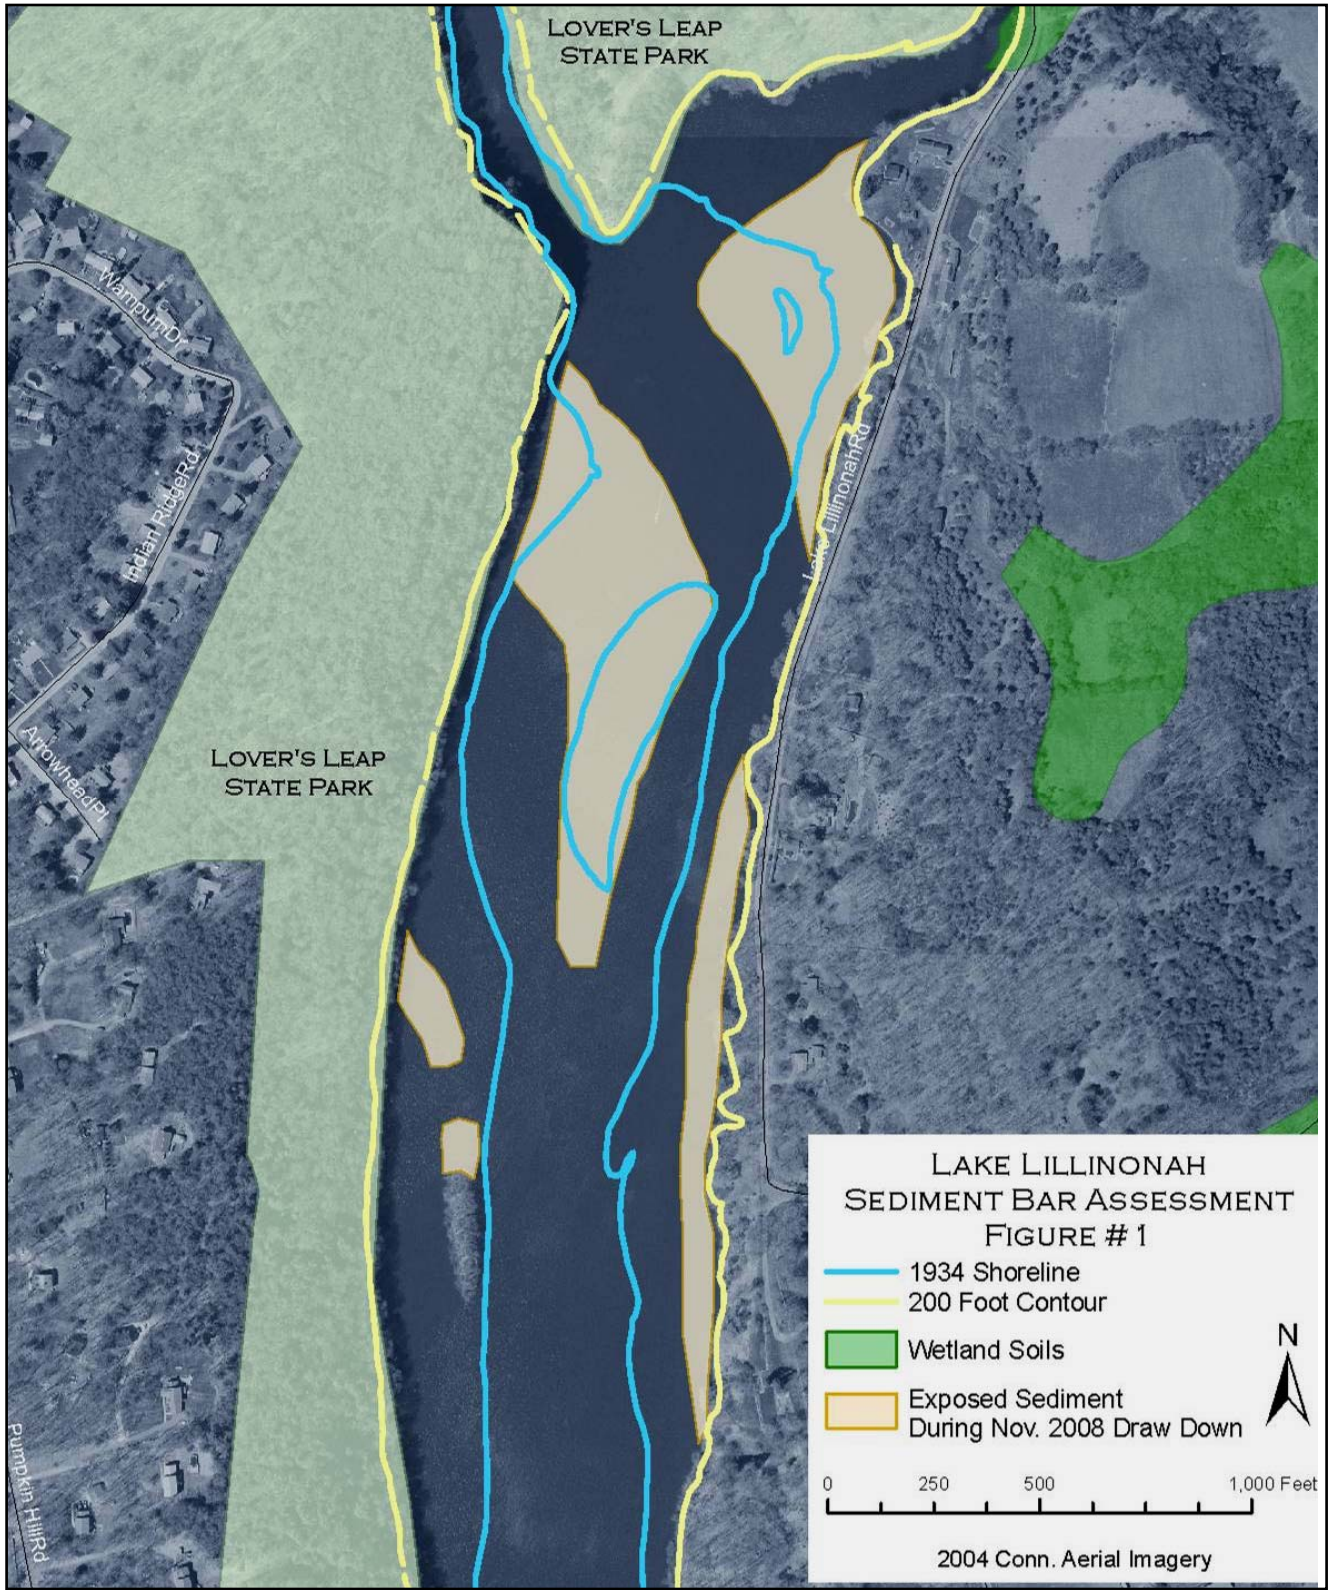 LOVER'S LEAP
STATE PARK
Wampum Dr
Indian Ridge Rd
Lake Lillinonah Rd
LOVER'S LEAP
STATE PARK
Arrowhead Pl
Pumpkin Hill Rd
LAKE LILLINONAH
SEDIMENT BAR ASSESSMENT
FIGURE # 1
1934 Shoreline
200 Foot Contour
N
Wetland Soils
Exposed Sediment
During Nov. 2008 Draw Down
0 250 500 1,000 Feet
2004 Conn. Aerial Imagery